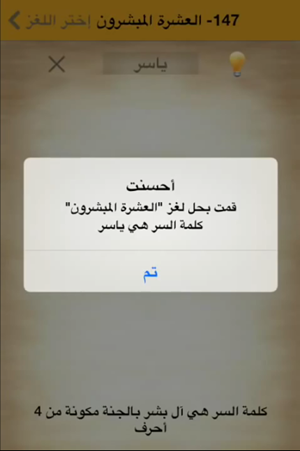 147- العشرة المبشرون إختر اللغز
ياسر
أحسنت
قمت بحل لغز "العشرة المبشرون"
كلمة السر هي ياسر
تم
كلمة السر هي آل بشر بالجنة مكونة من 4
أحرف